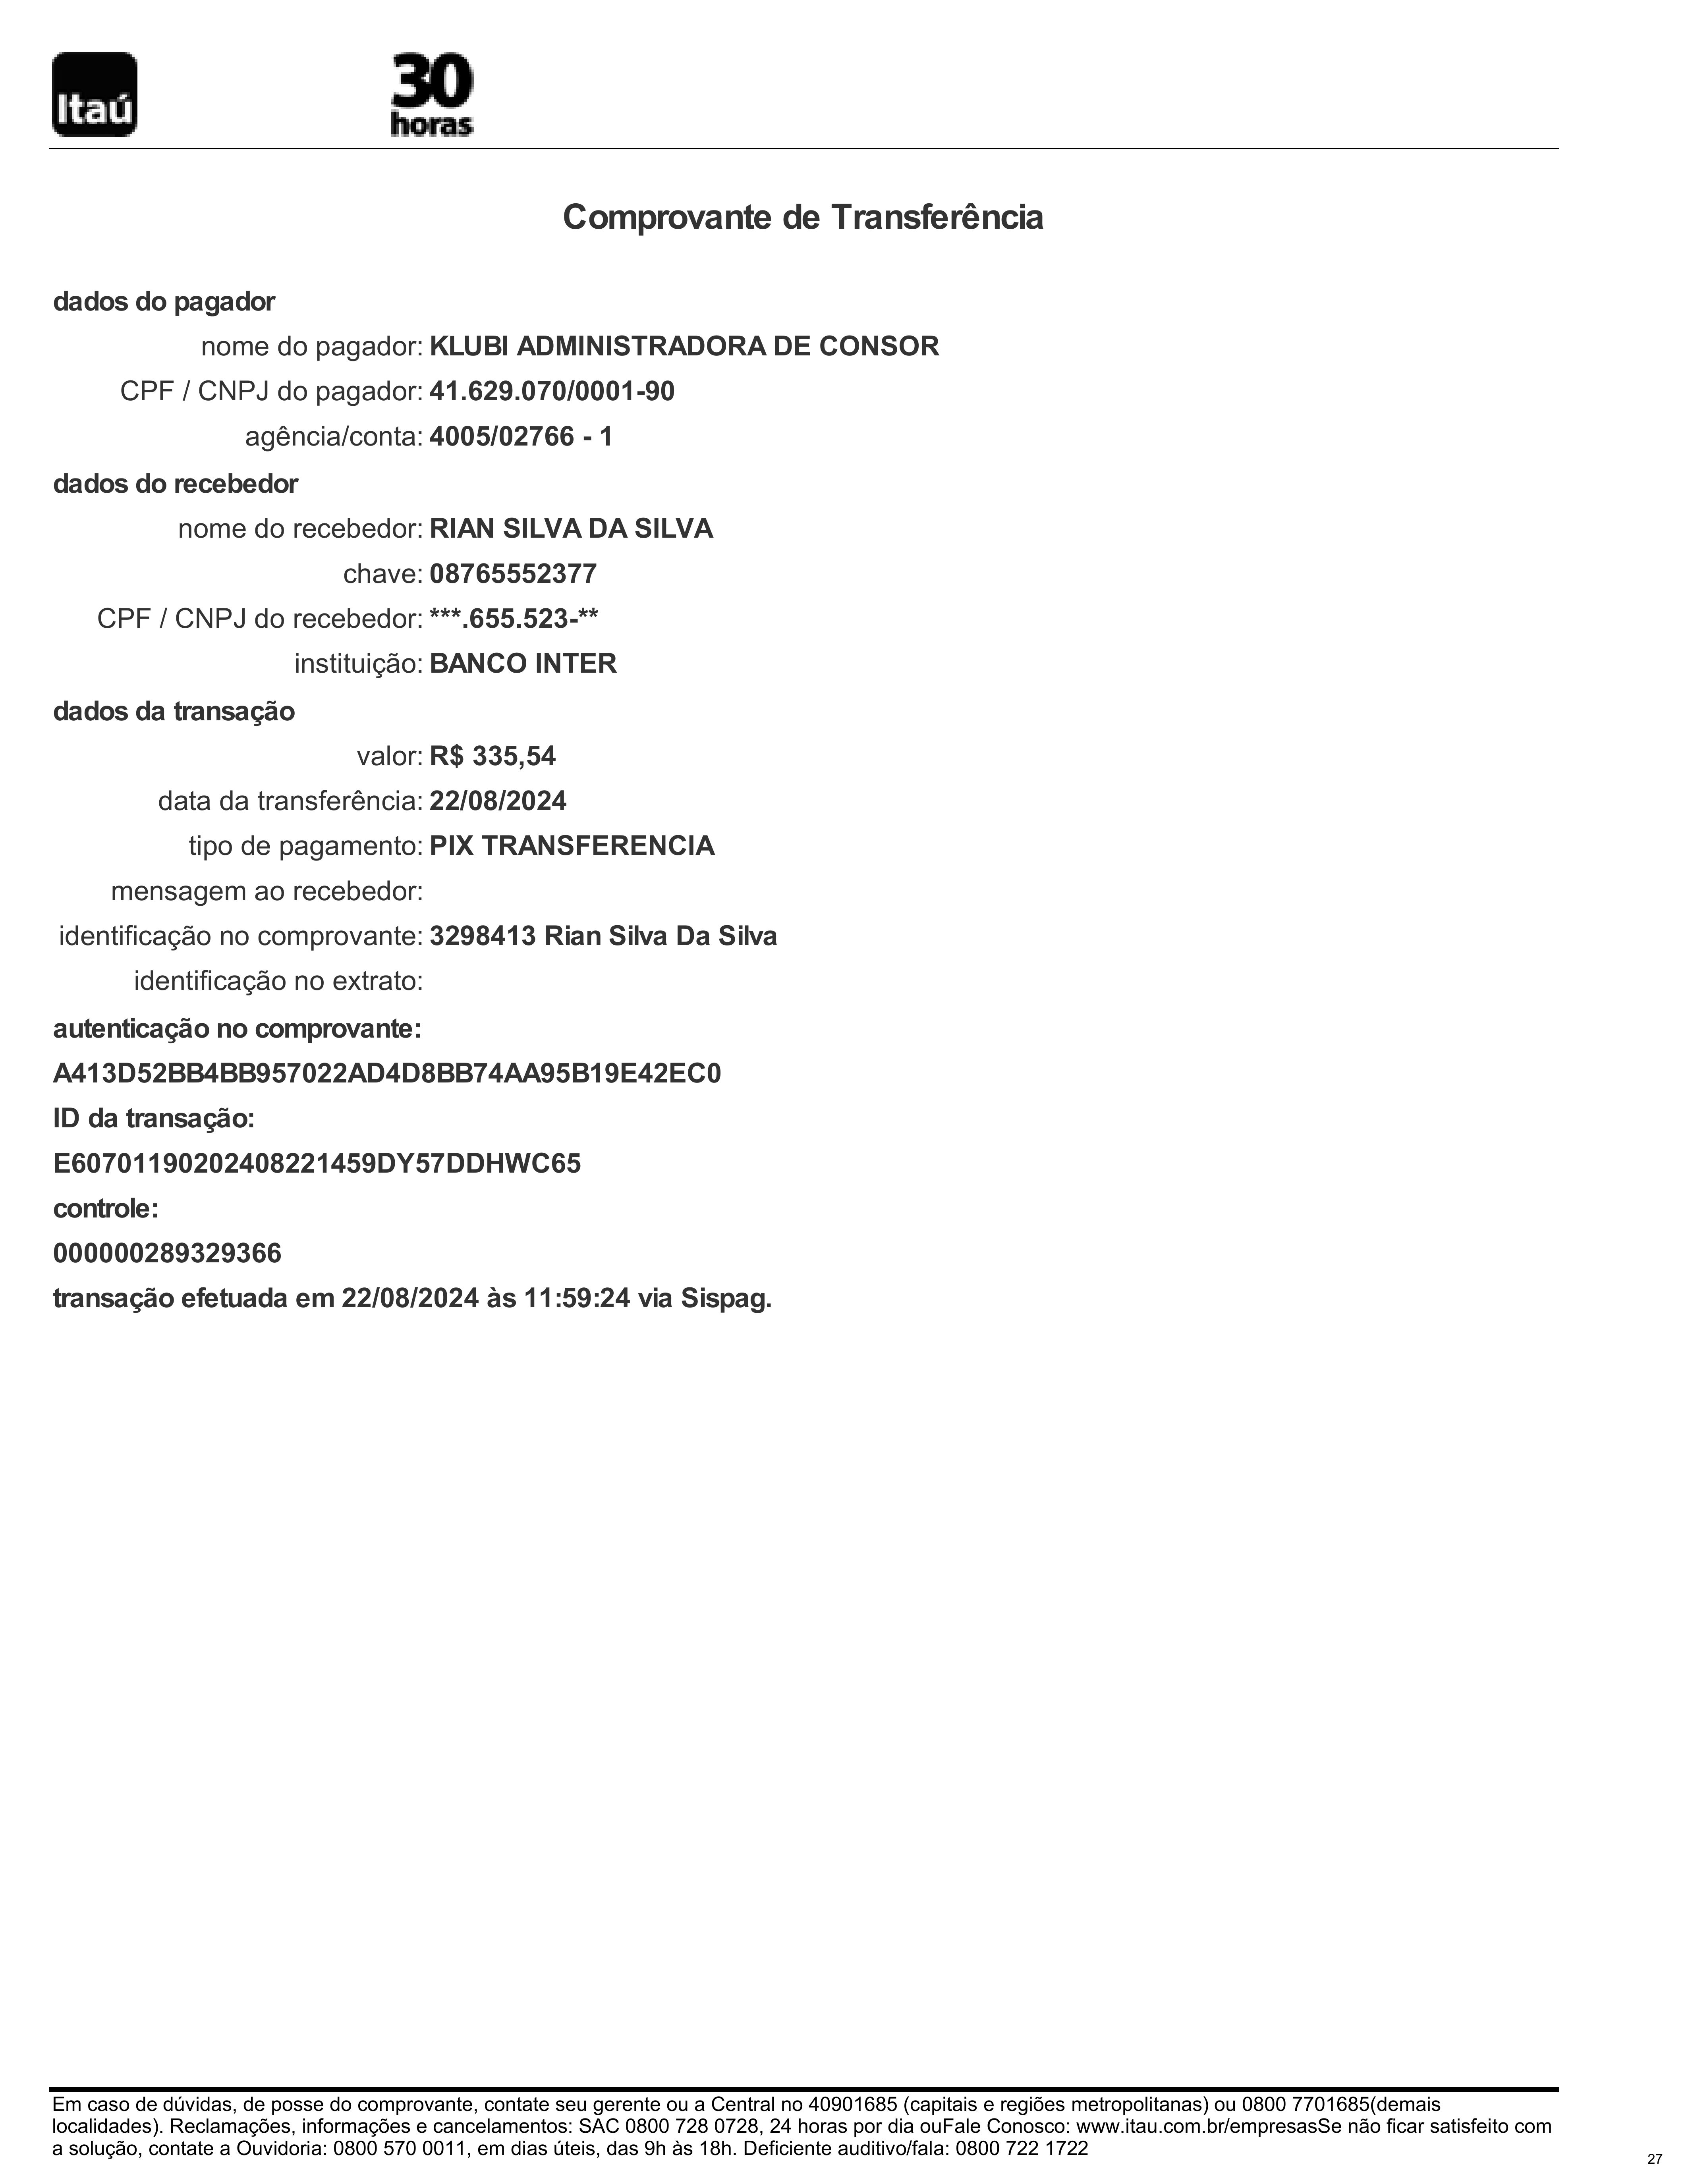 Itaú
30
horas
Comprovante de Transferência
dados do pagador
nome do pagador: KLUBI ADMINISTRADORA DE CONSOR
CPF / CNPJ do pagador: 41.629.070/0001-90
agência/conta: 4005/02766 - 1
dados do recebedor
nome do recebedor: RIAN SILVA DA SILVA
chave: 08765552377
CPF / CNPJ do recebedor: ***.655.523-**
instituição: BANCO INTER
dados da transação
valor: R$ 335,54
data da transferência: 22/08/2024
tipo de pagamento: PIX TRANSFERENCIA
mensagem ao recebedor:
identificação no comprovante: 3298413 Rian Silva Da Silva
identificação no extrato:
autenticação no comprovante:
A413D52BB4BB957022AD4D8BB74AA95B19E42EC0
ID da transação:
E60701190202408221459DY57DDHWC65
controle:
000000289329366
transação efetuada em 22/08/2024 às 11:59:24 via Sispag.
Em caso de dúvidas, de posse do comprovante, contate seu gerente ou a Central no 40901685 (capitais e regiões metropolitanas) ou 0800 7701685(demais
localidades). Reclamações, informações e cancelamentos: SAC 0800 728 0728, 24 horas por dia ouFale Conosco: www.itau.com.br/empresasSe não ficar satisfeito com
a solução, contate a Ouvidoria: 0800 570 0011, em dias úteis, das 9h às 18h. Deficiente auditivo/fala: 0800 722 1722
27